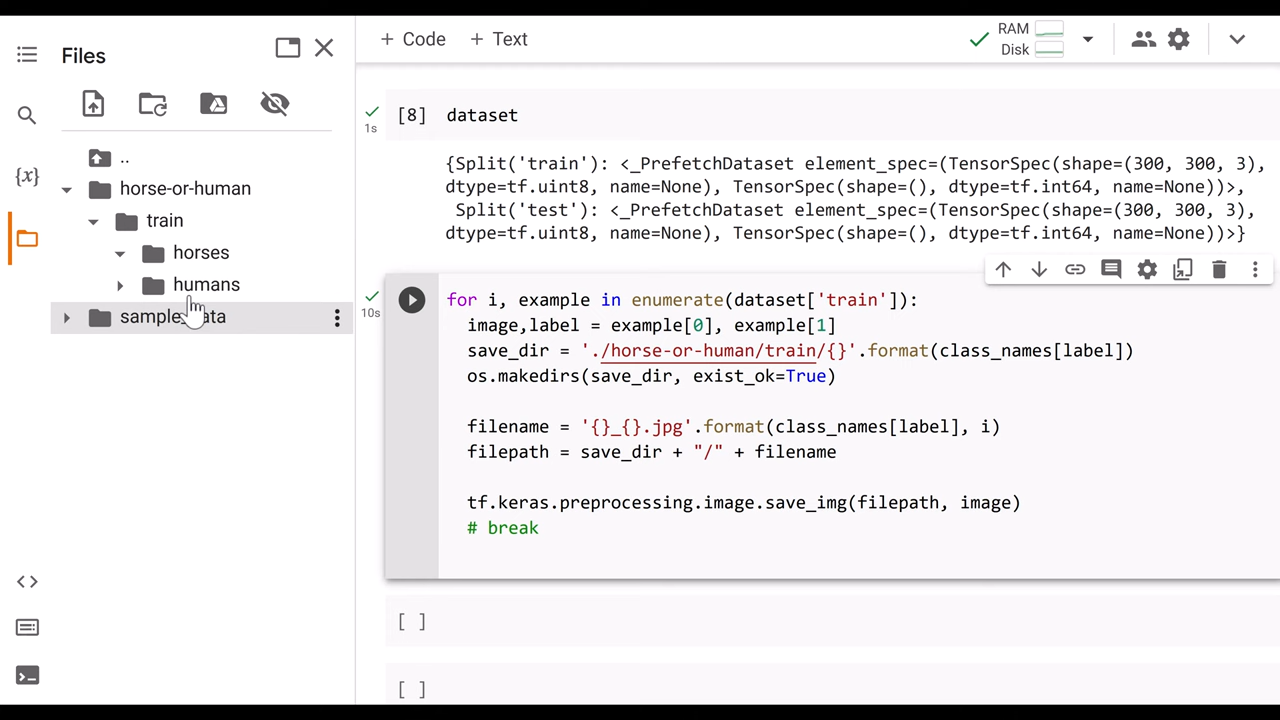 Files
+ Code + Text
RAM
Disk
..
horse-or-human
train
horses
humans
sample_data
{x}
1s
[8] dataset
{Split('train'): <_PrefetchDataset element_spec=(TensorSpec(shape=(300, 300, 3),
dtype=tf.uint8, name=None), TensorSpec(shape=(), dtype=tf.int64, name=None))>,
Split('test'): <_PrefetchDataset element_spec=(TensorSpec(shape=(300, 300, 3),
dtype=tf.uint8, name=None), TensorSpec(shape=(), dtype=tf.int64, name=None))>}
10s
for i, example in enumerate(dataset['train']):
image,label = example[0], example[1]
save_dir = './horse-or-human/train/{}'.format(class_names[label])
os.makedirs(save_dir, exist_ok=True)
filename = '{}_{}.jpg'.format(class_names[label], i)
filepath = save_dir + "/" + filename
tf.keras.preprocessing.image.save_img(filepath, image)
# break
[ ]
[ ]